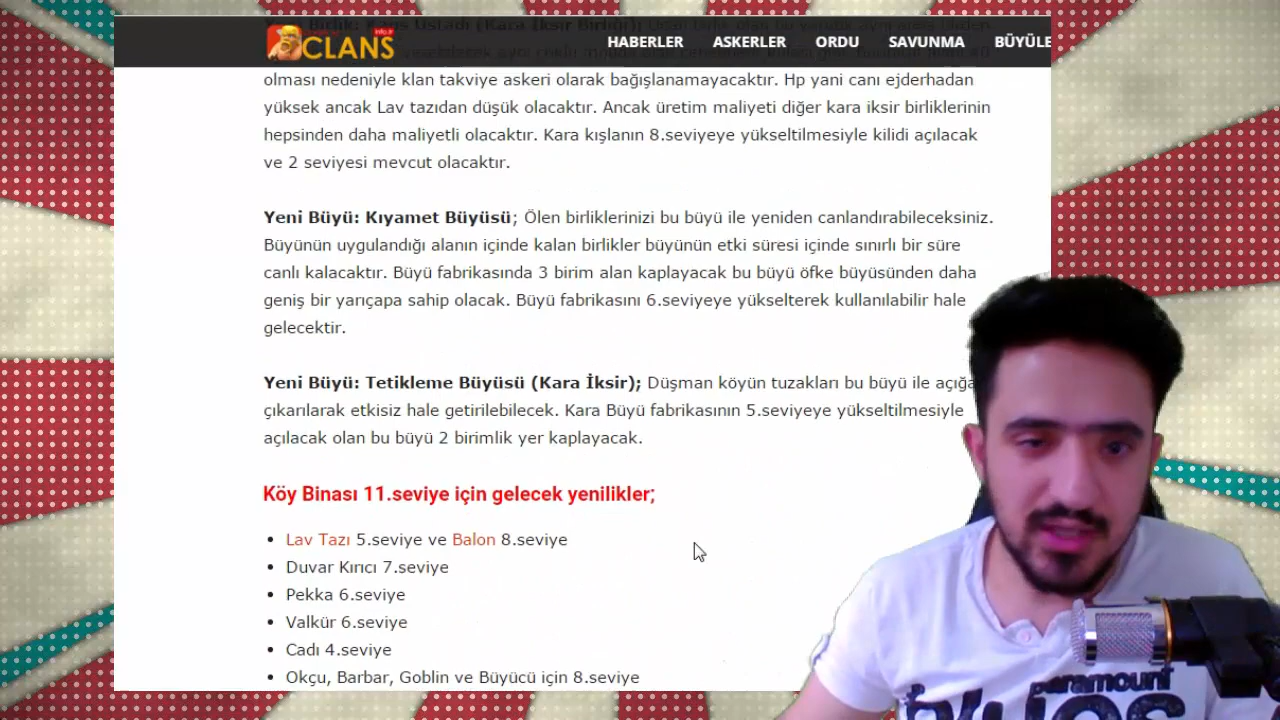 info.tr
CLANS
HABERLER ASKERLER ORDU SAVUNMA BÜYÜLE
olması nedeniyle klan takviye askeri olarak bağışlanamayacaktır. Hp yani canı ejderhadan
yüksek ancak Lav tazıdan düşük olacaktır. Ancak üretim maliyeti diğer kara iksir birliklerinin
hepsinden daha maliyetli olacaktır. Kara kışlanın 8.seviyeye yükseltilmesiyle kilidi açılacak
ve 2 seviyesi mevcut olacaktır.
Yeni Büyü: Kıyamet Büyüsü; Ölen birliklerinizi bu büyü ile yeniden canlandırabileceksiniz.
Büyünün uygulandığı alanın içinde kalan birlikler büyünün etki süresi içinde sınırlı bir süre
canlı kalacaktır. Büyü fabrikasında 3 birim alan kaplayacak bu büyü öfke büyüsünden daha
geniş bir yarıçapa sahip olacak. Büyü fabrikasını 6.seviyeye yükselterek kullanılabilir hale
gelecektir.
Yeni Büyü: Tetikleme Büyüsü (Kara İksir); Düşman köyün tuzakları bu büyü ile açığa
çıkarılarak etkisiz hale getirilebilecek. Kara Büyü fabrikasının 5.seviyeye yükseltilmesiyle
açılacak olan bu büyü 2 birimlik yer kaplayacak.
Köy Binası 11.seviye için gelecek yenilikler;
• Lav Tazı 5.seviye ve Balon 8.seviye
• Duvar Kırıcı 7.seviye
• Pekka 6.seviye
• Valkür 6.seviye
• Cadı 4.seviye
• Okçu, Barbar, Goblin ve Büyücü için 8.seviye
paramount